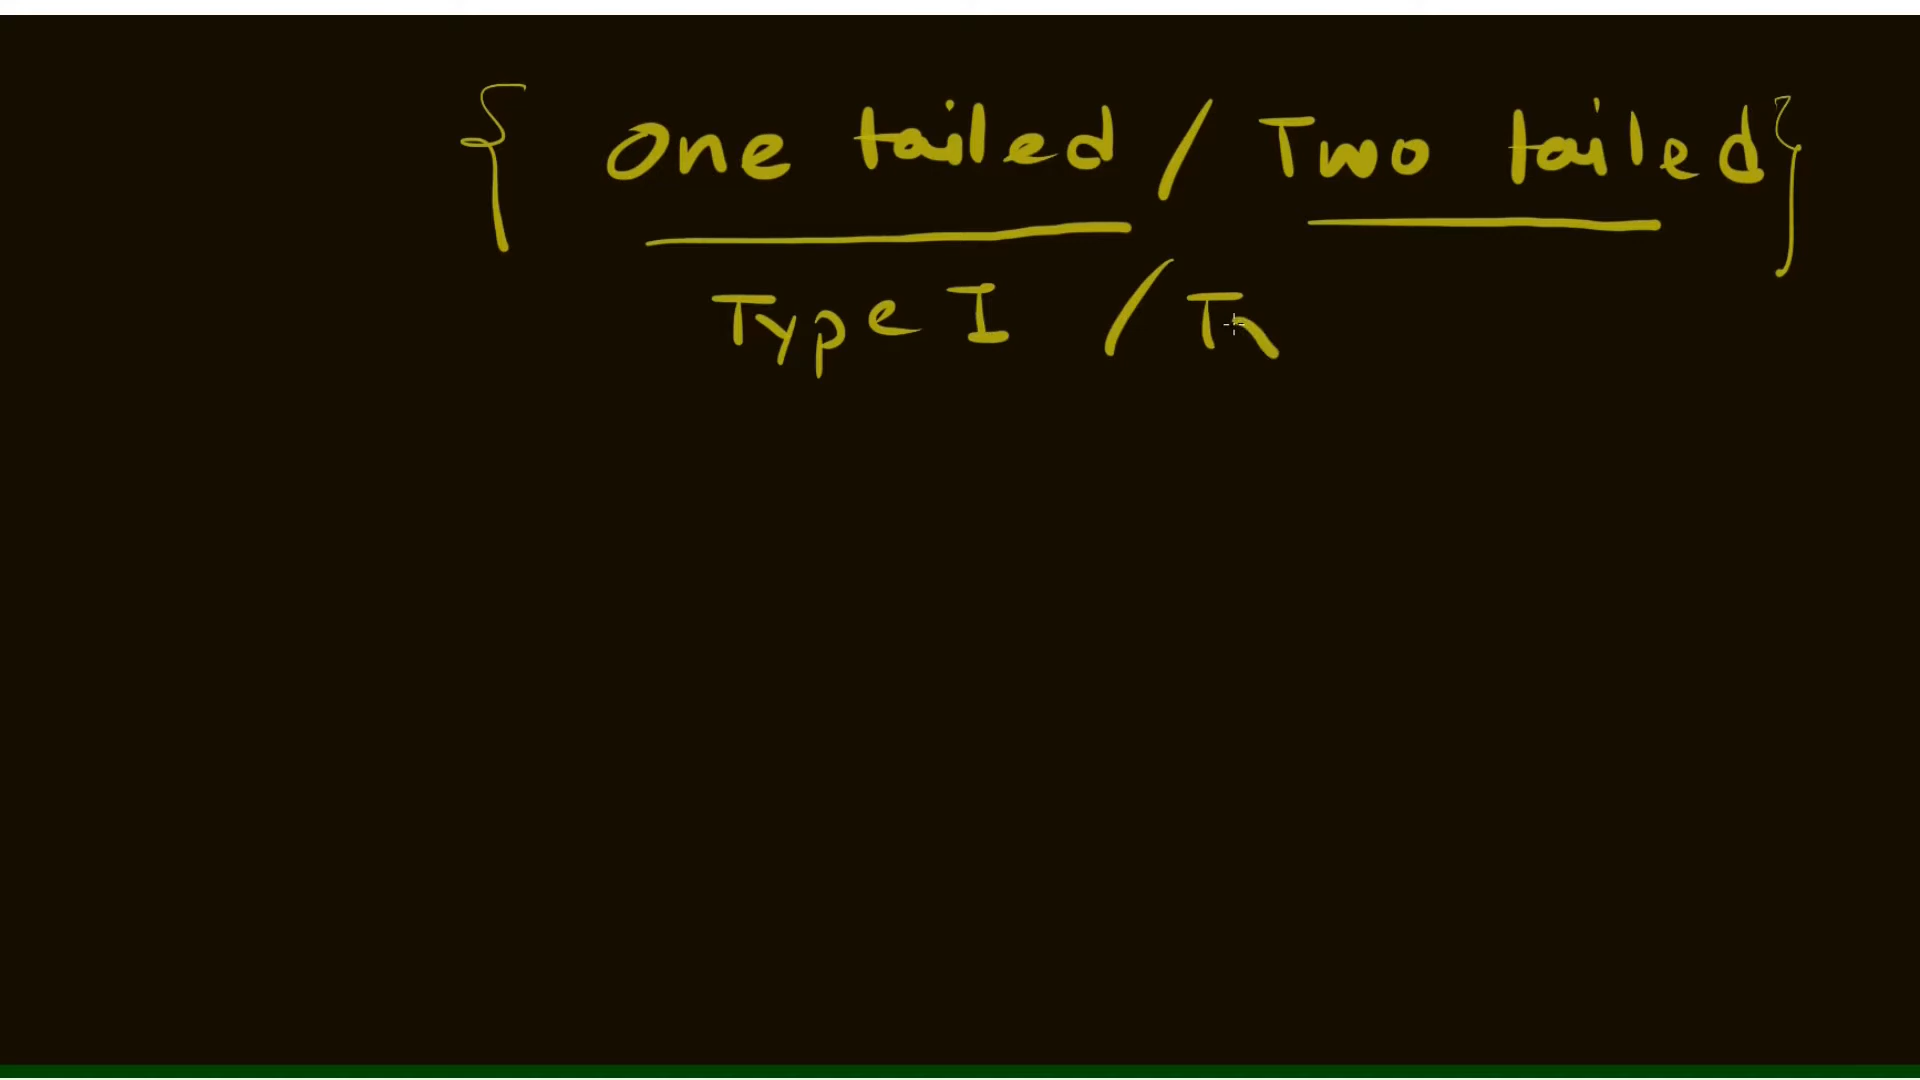 { One tailed / Two tailed }
Type I / T